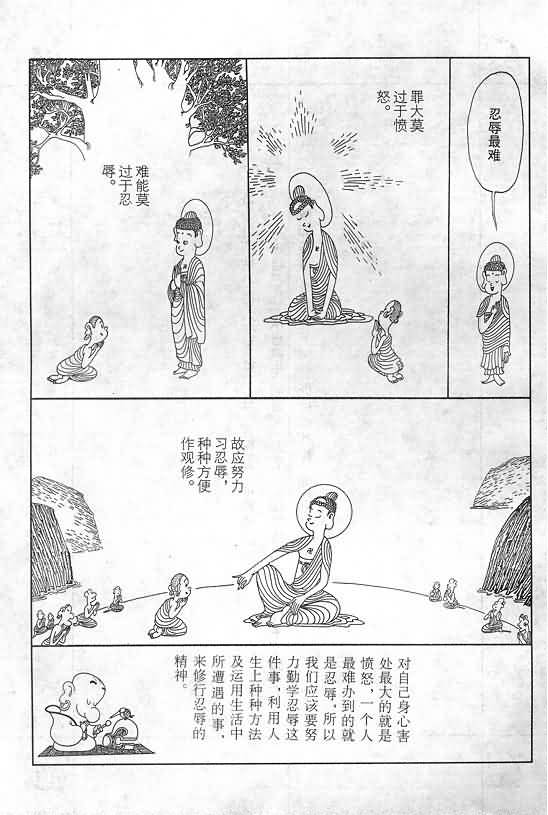 忍辱最难
罪大莫
过于愤
怒。
难能莫
过于忍
辱。
故应努力
习忍辱，
种种方便
作观修。
对自己身心害
处最大的就是
愤怒，一个人
最难办到的就
是忍辱，所以
我们应该要努
力勤学忍辱这
件事，利用人
生上种种方法
及运用生活中
所遭遇的事，
来修行忍辱的
精神。